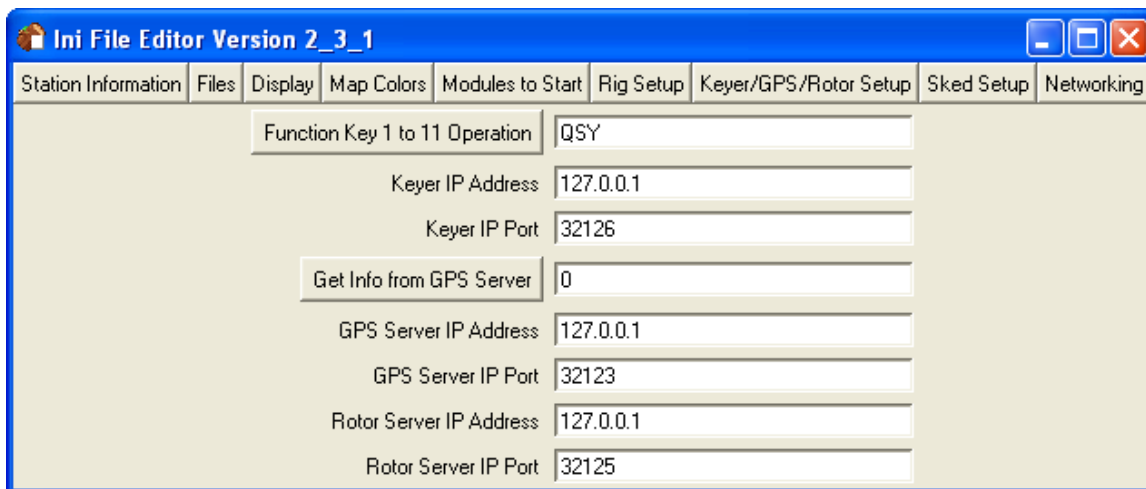 Ini File Editor Version 2_3_1
Station Information Files Display Map Colors Modules to Start Rig Setup Keyer/GPS/Rotor Setup Sked Setup Networking
Function Key 1 to 11 Operation QSY
Keyer IP Address 127.0.0.1
Keyer IP Port 32126
Get Info from GPS Server 0
GPS Server IP Address 127.0.0.1
GPS Server IP Port 32123
Rotor Server IP Address 127.0.0.1
Rotor Server IP Port 32125